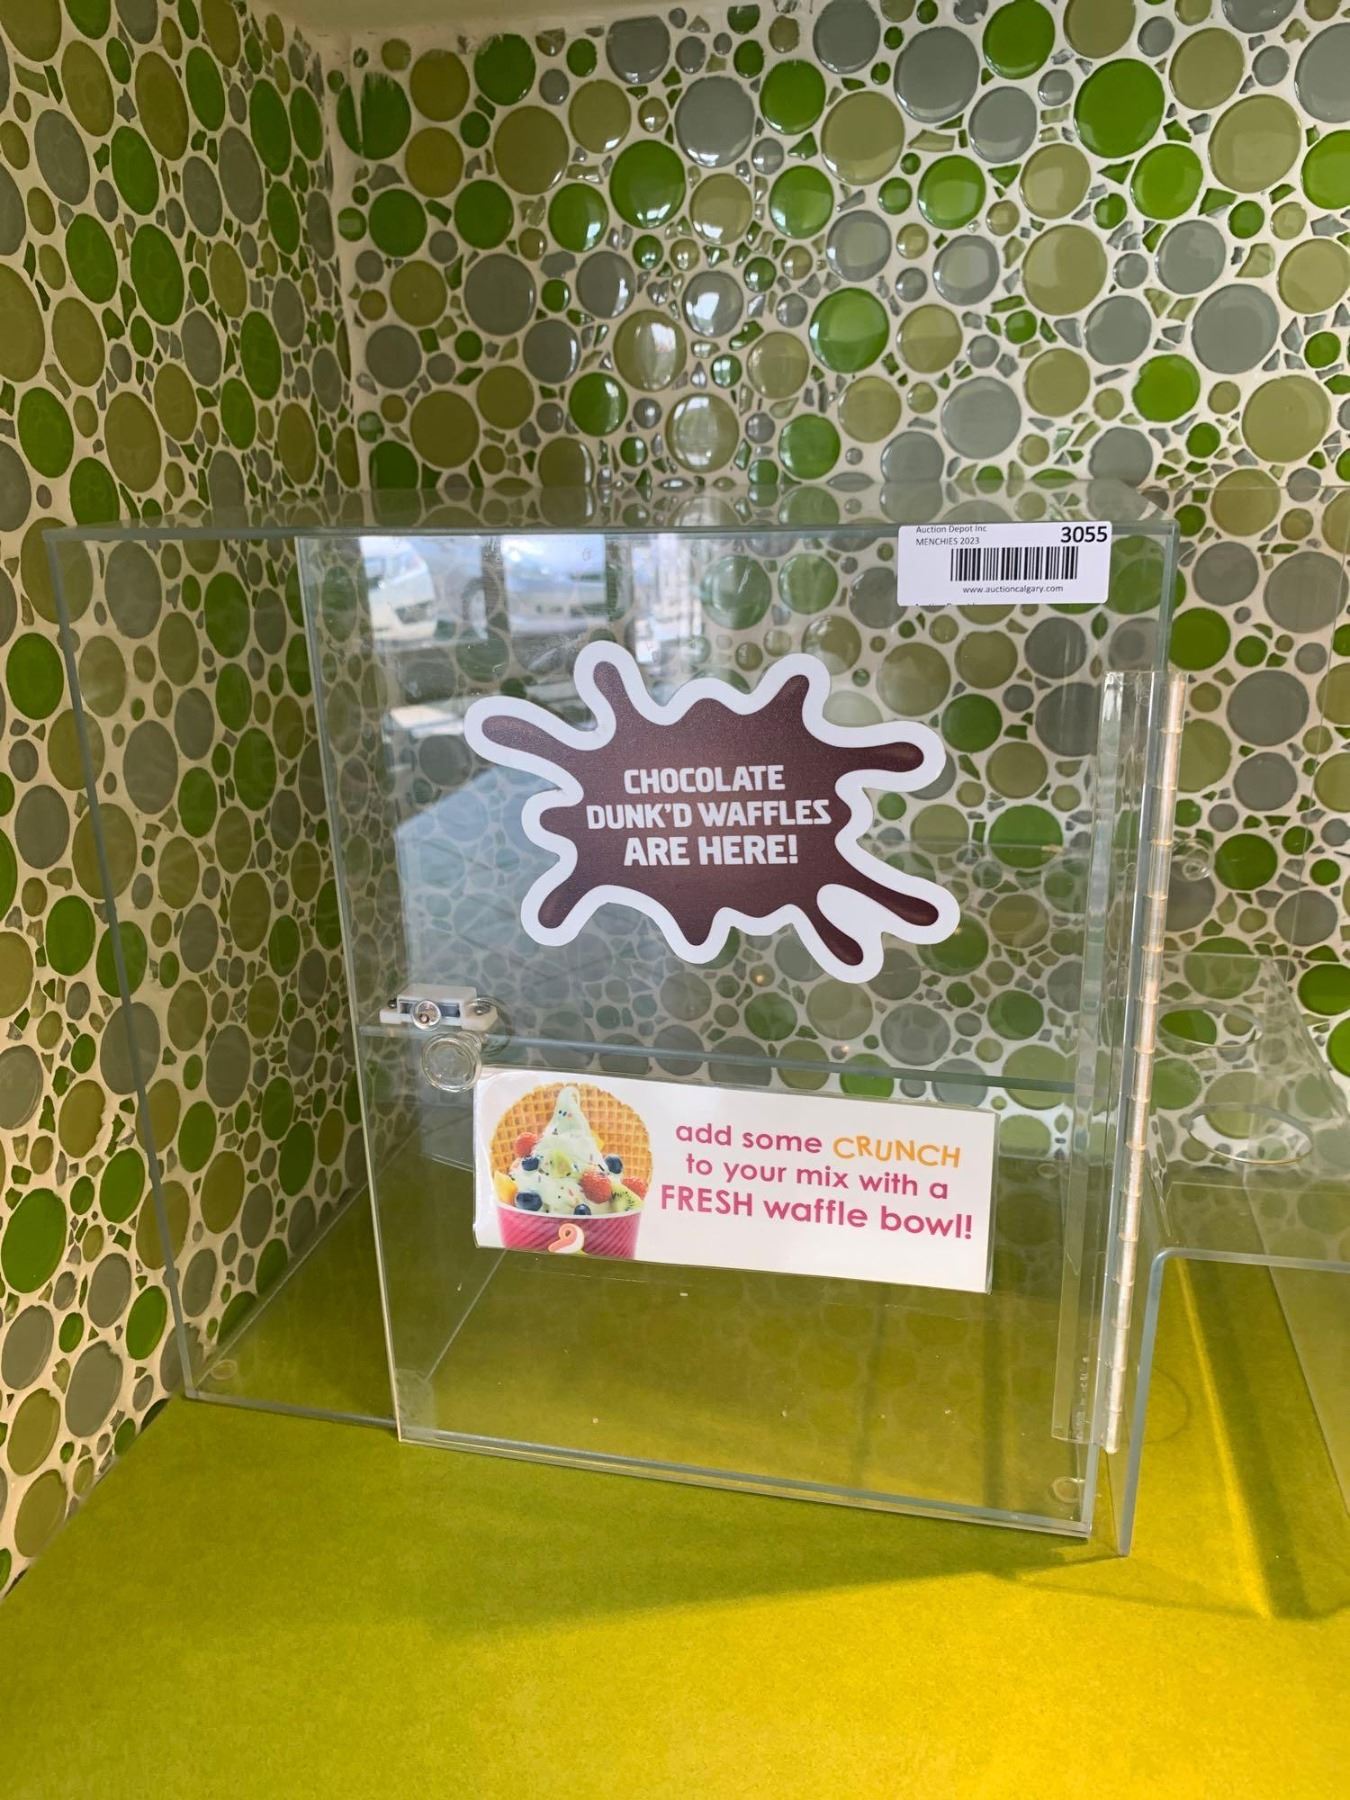 Auction Depot Inc
MENCHIES 2023
3055
www.auctioncalgary.com
CHOCOLATE
DUNK'D WAFFLES
ARE HERE!
add some CRUNCH
to your mix with a
FRESH waffle bowl!